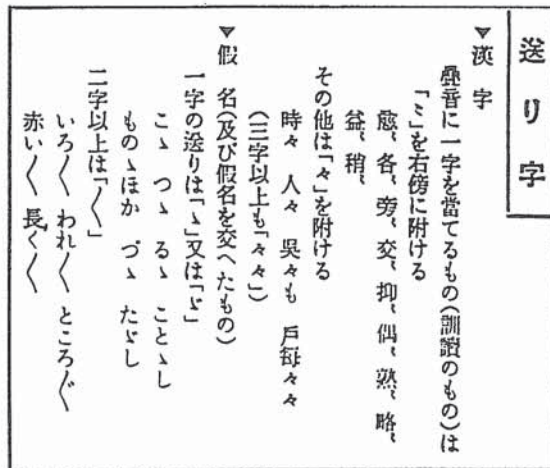 送り字
▼漢字
疊音に一字を當てるもの(訓讀のもの)は
「〻」を右傍に附ける
愈〻各〻旁〻交〻抑〻偶〻熟〻略〻
益〻稍〻
その他は「々」を附ける
時々 人々 吳々も 戶每々々
(三字以上も「々々」)
▼假名(及び假名を交へたもの)
一字の送りは「ゝ」又は「ゞ」
こゝ つゝ るゝ ことゝし
ものゝほか づゝ たゞし
二字以上は「〱」
いろ〱 われ〱 ところ〲
赤い〱 長く〱